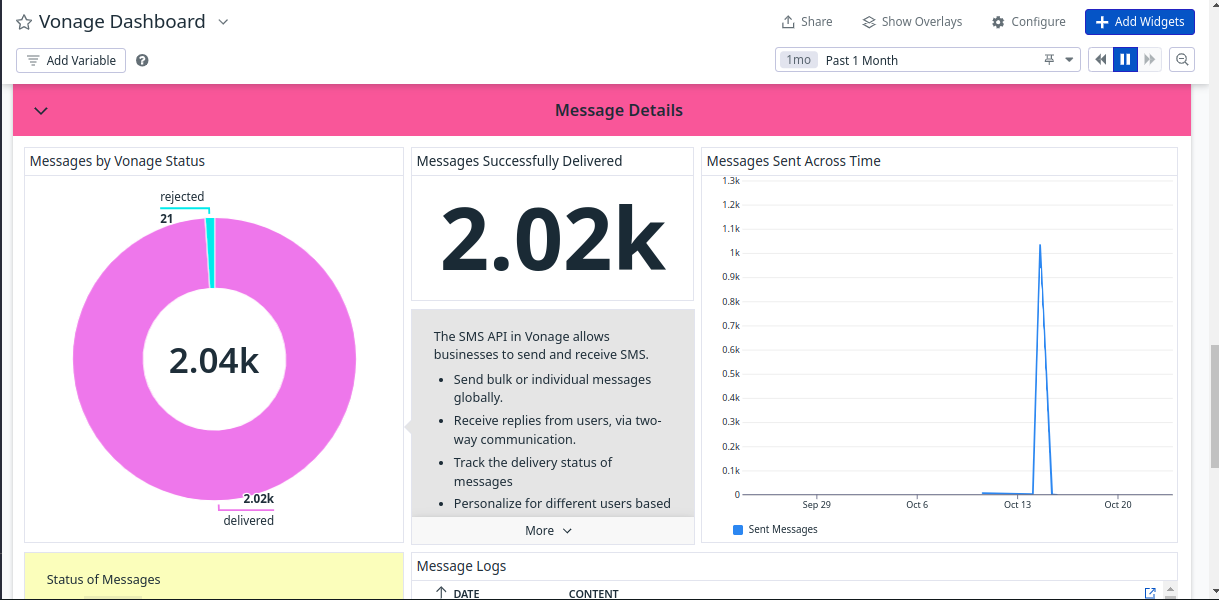 Vonage Dashboard
Share
Show Overlays
Configure
Add Widgets
Add Variable
1mo Past 1 Month
Message Details
Messages by Vonage Status
rejected
21
2.04k
2.02k
delivered
Messages Successfully Delivered
2.02k
The SMS API in Vonage allows
businesses to send and receive SMS.
• Send bulk or individual messages
globally.
• Receive replies from users, via two-
way communication.
• Track the delivery status of
messages
• Personalize for different users based
More
Messages Sent Across Time
1.3k
1.2k
1.1k
1k
0.9k
0.8k
0.7k
0.6k
0.5k
0.4k
0.3k
0.2k
0.1k
0
Sep 29 Oct 6 Oct 13 Oct 20
Sent Messages
Status of Messages
Message Logs
DATE CONTENT